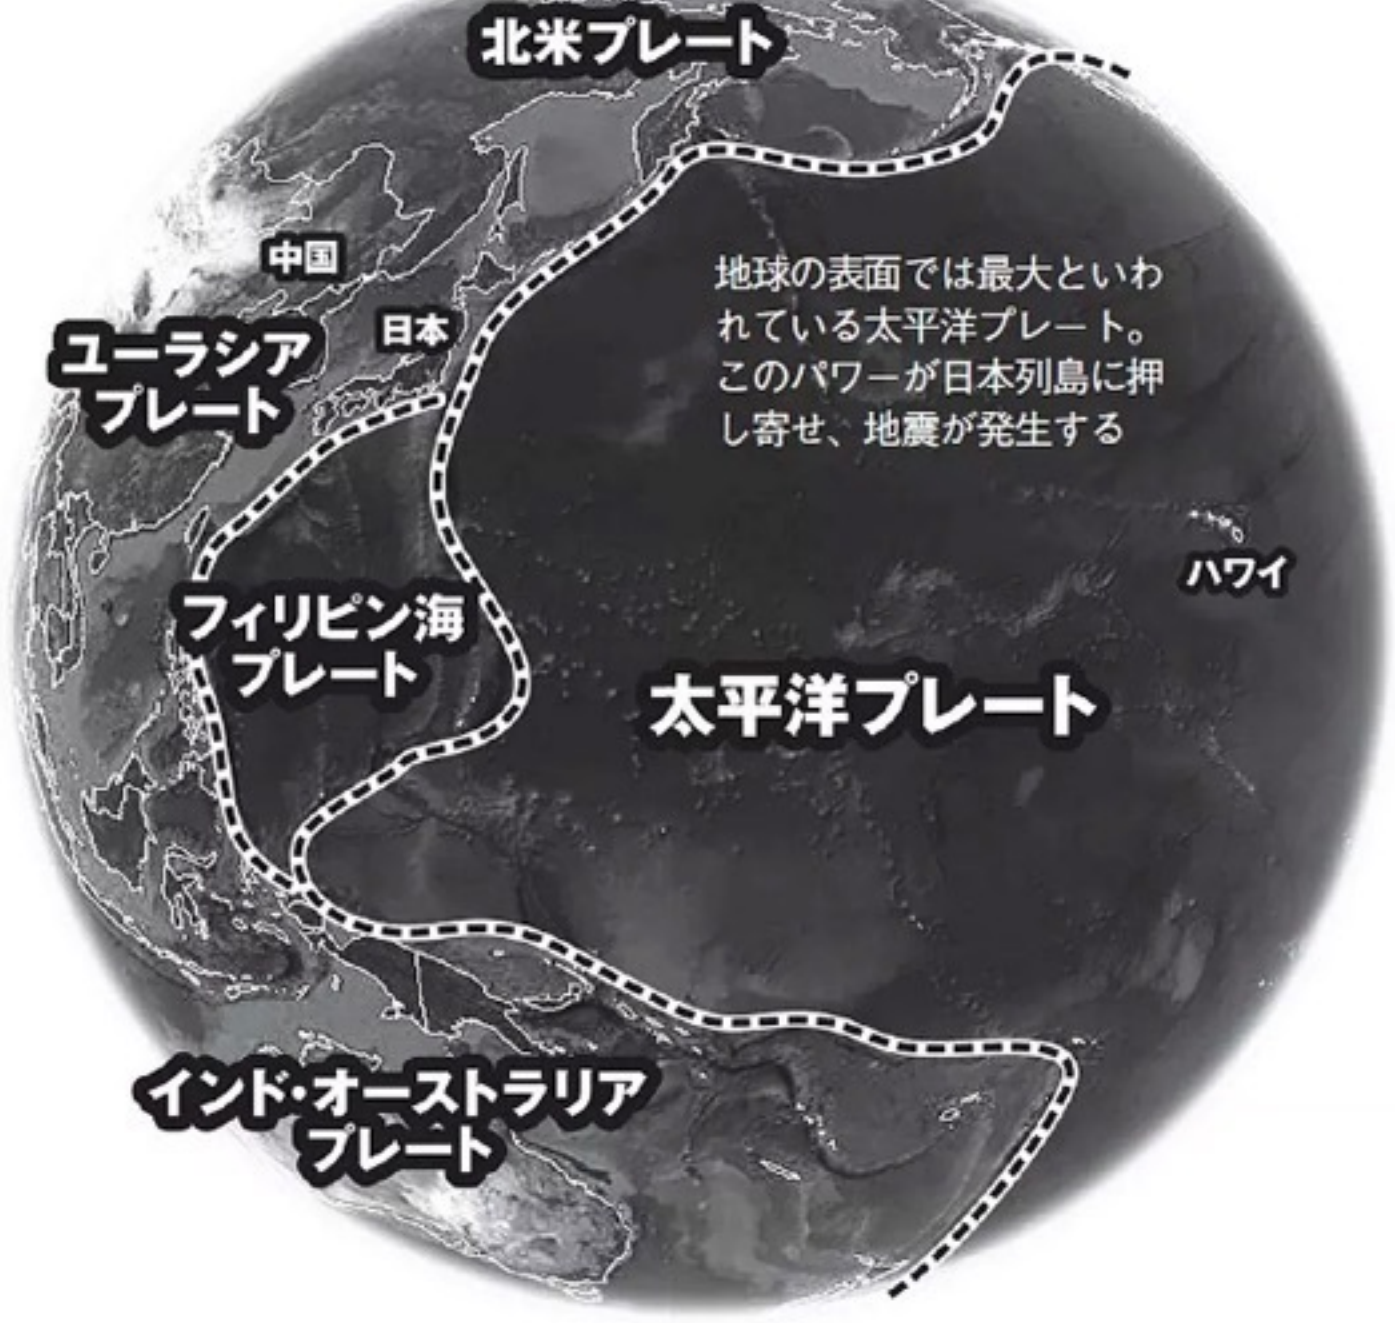 北米プレート
中国
日本
ユーラシア
プレート
地球の表面では最大といわ
れている太平洋プレート。
このパワーが日本列島に押
し寄せ、地震が発生する
ハワイ
フィリピン海
プレート
太平洋プレート
インド・オーストラリア
プレート